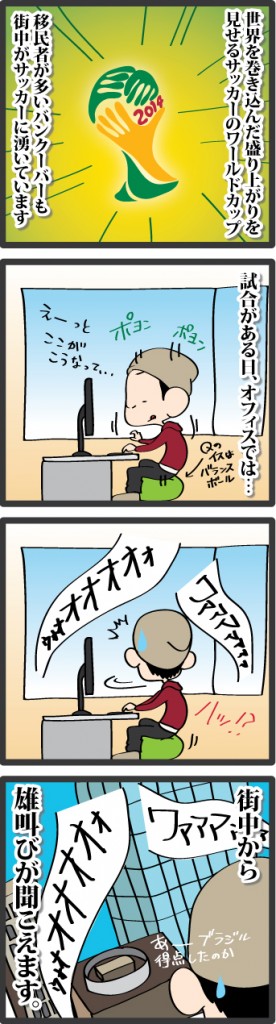 世界を巻き込んだ盛り上がりを
見せるサッカーのワールドカップ
2014
移民者が多いバンクーバーも
街中がサッカーに湧いています
試合がある日、オフィスでは…
ポヨン
ポヨン
えーっと
ここが
こうなって、、、
Qの
イスは
バランス
ボール
ワァァァァァァ
ウォオオオオオォ
ハッ!?
街中から
ワァァァ
ウォオオオオォ
あー ブラジル
得点したのか
雄叫びが聞こえます。